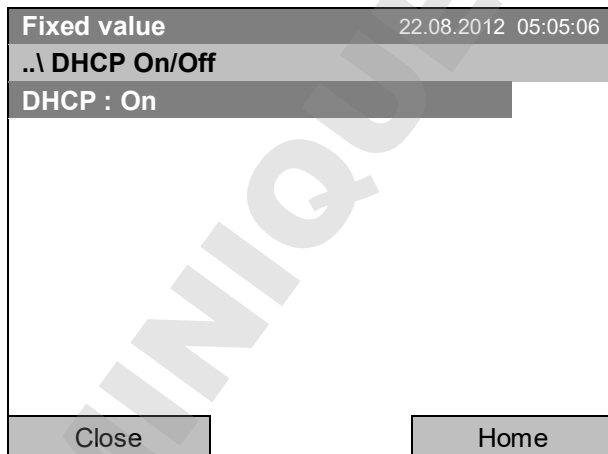 Fixed value 22.08.2012 05:05:06
..\ DHCP On/Off
DHCP : On
Close Home